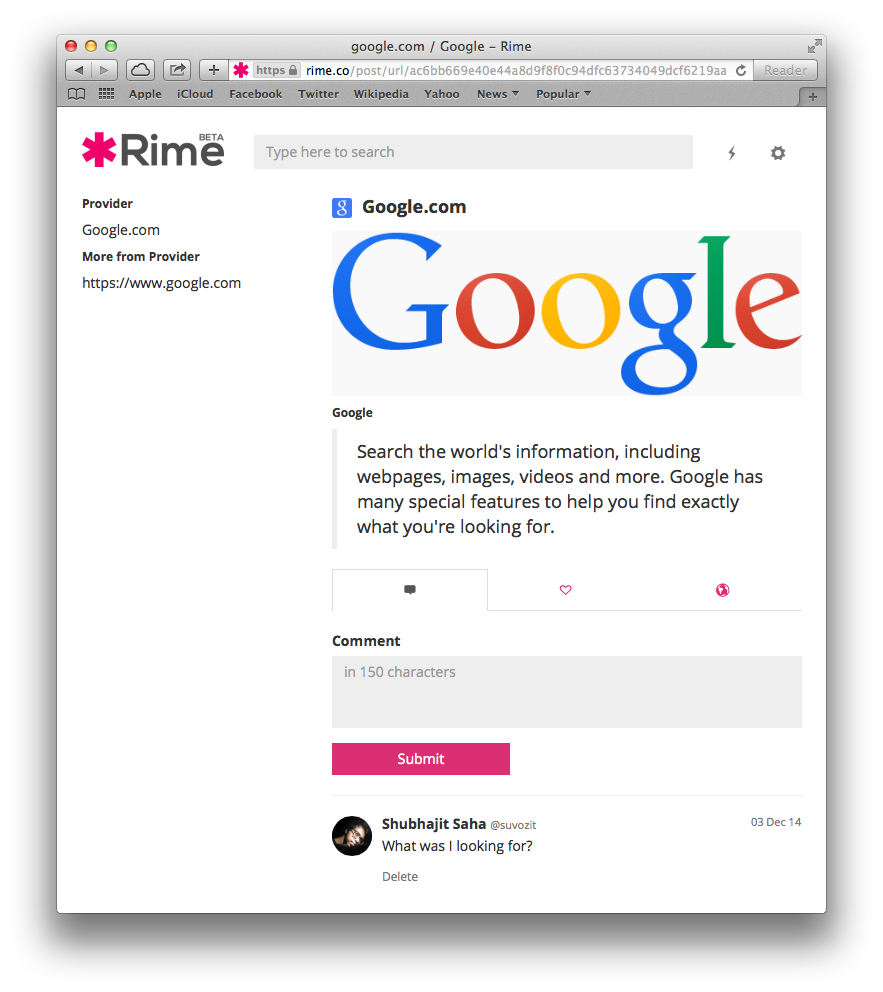 google.com / Google – Rime
https rime.co/post/url/ac6bb669e40e44a8d9f8f0c94dfc63734049dcf6219aa
Reader
Apple iCloud Facebook Twitter Wikipedia Yahoo News Popular
Rime BETA
Type here to search
Provider
Google.com
More from Provider
https://www.google.com
g Google.com
Google
Google
Search the world's information, including
webpages, images, videos and more. Google has
many special features to help you find exactly
what you're looking for.
Comment
in 150 characters
Submit
Shubhajit Saha @suvozit 03 Dec 14
What was I looking for?
Delete